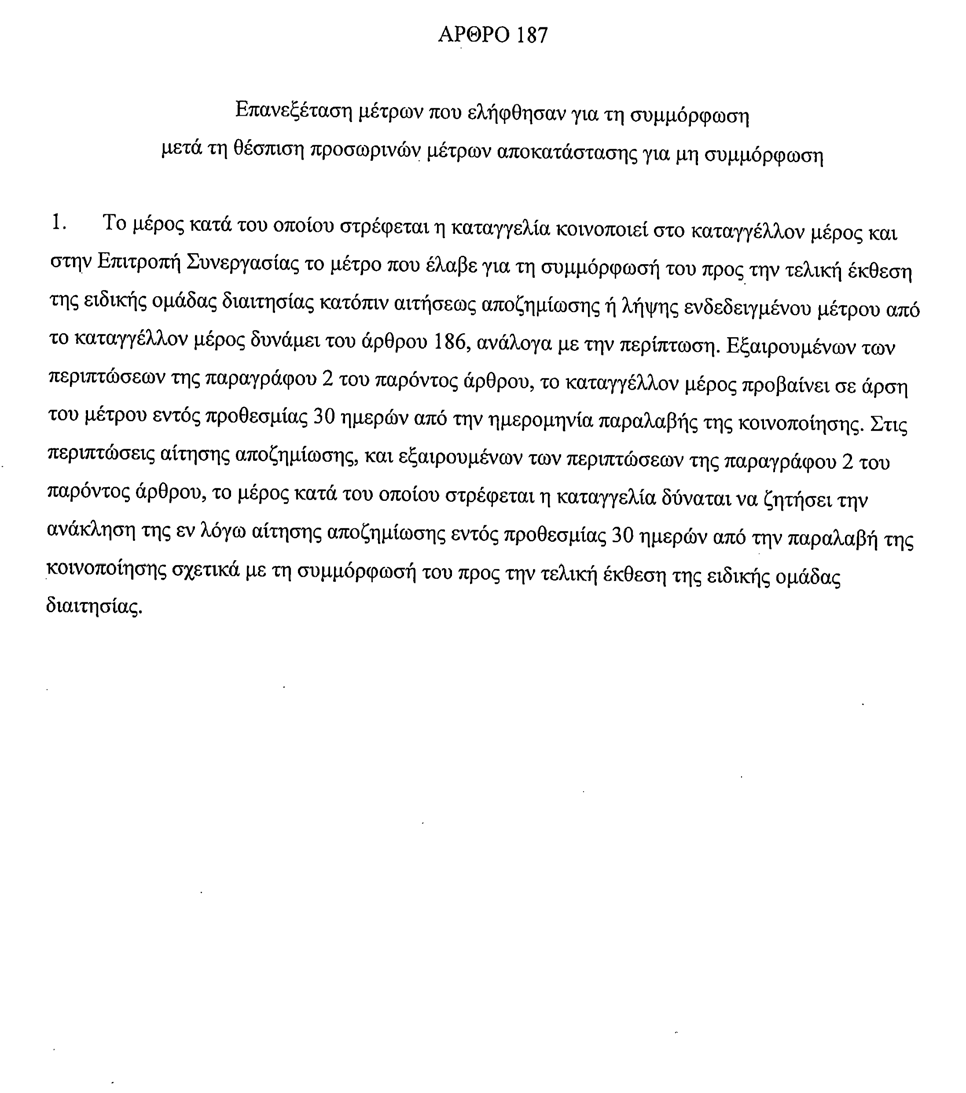 ΑΡΘΡΟ 187
Επανεξέταση μέτρων που ελήφθησαν για τη συμμόρφωση
μετά τη θέσπιση προσωρινών μέτρων αποκατάστασης για μη συμμόρφωση
1. Το μέρος κατά του οποίου στρέφεται η καταγγελία κοινοποιεί στο καταγγέλλον μέρος και
στην Επιτροπή Συνεργασίας το μέτρο που έλαβε για τη συμμόρφωσή του προς την τελική έκθεση
της ειδικής ομάδας διαιτησίας κατόπιν αιτήσεως αποζημίωσης ή λήψης ενδεδειγμένου μέτρου από
το καταγγέλλον μέρος δυνάμει του άρθρου 186, ανάλογα με την περίπτωση. Εξαιρουμένων των
περιπτώσεων της παραγράφου 2 του παρόντος άρθρου, το καταγγέλλον μέρος προβαίνει σε άρση
του μέτρου εντός προθεσμίας 30 ημερών από την ημερομηνία παραλαβής της κοινοποίησης. Στις
περιπτώσεις αίτησης αποζημίωσης, και εξαιρουμένων των περιπτώσεων της παραγράφου 2 του
παρόντος άρθρου, το μέρος κατά του οποίου στρέφεται η καταγγελία δύναται να ζητήσει την
ανάκληση της εν λόγω αίτησης αποζημίωσης εντός προθεσμίας 30 ημερών από την παραλαβή της
κοινοποίησης σχετικά με τη συμμόρφωσή του προς την τελική έκθεση της ειδικής ομάδας
διαιτησίας.